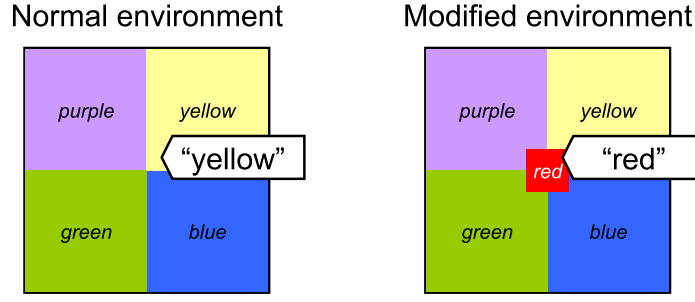 Normal environment
purple
yellow
“yellow”
green
blue
Modified environment
purple
yellow
red
“red”
green
blue